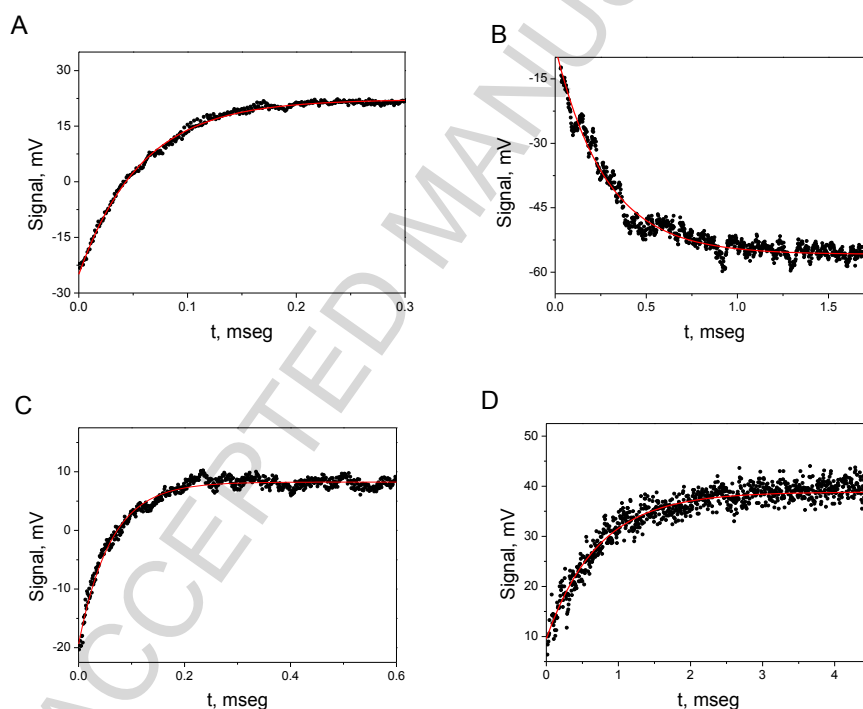 A
Signal, mV
30
15
0
-15
-30
0.0 0.1 0.2 0.3
t, mseg
B
Signal, mV
-15
-30
-45
-60
0.0 0.5 1.0 1.5
t, mseg
C
Signal, mV
10
0
-10
-20
0.0 0.2 0.4 0.6
t, mseg
D
Signal, mV
50
40
30
20
10
0 1 2 3 4
t, mseg
ACCEPTED MANUSC